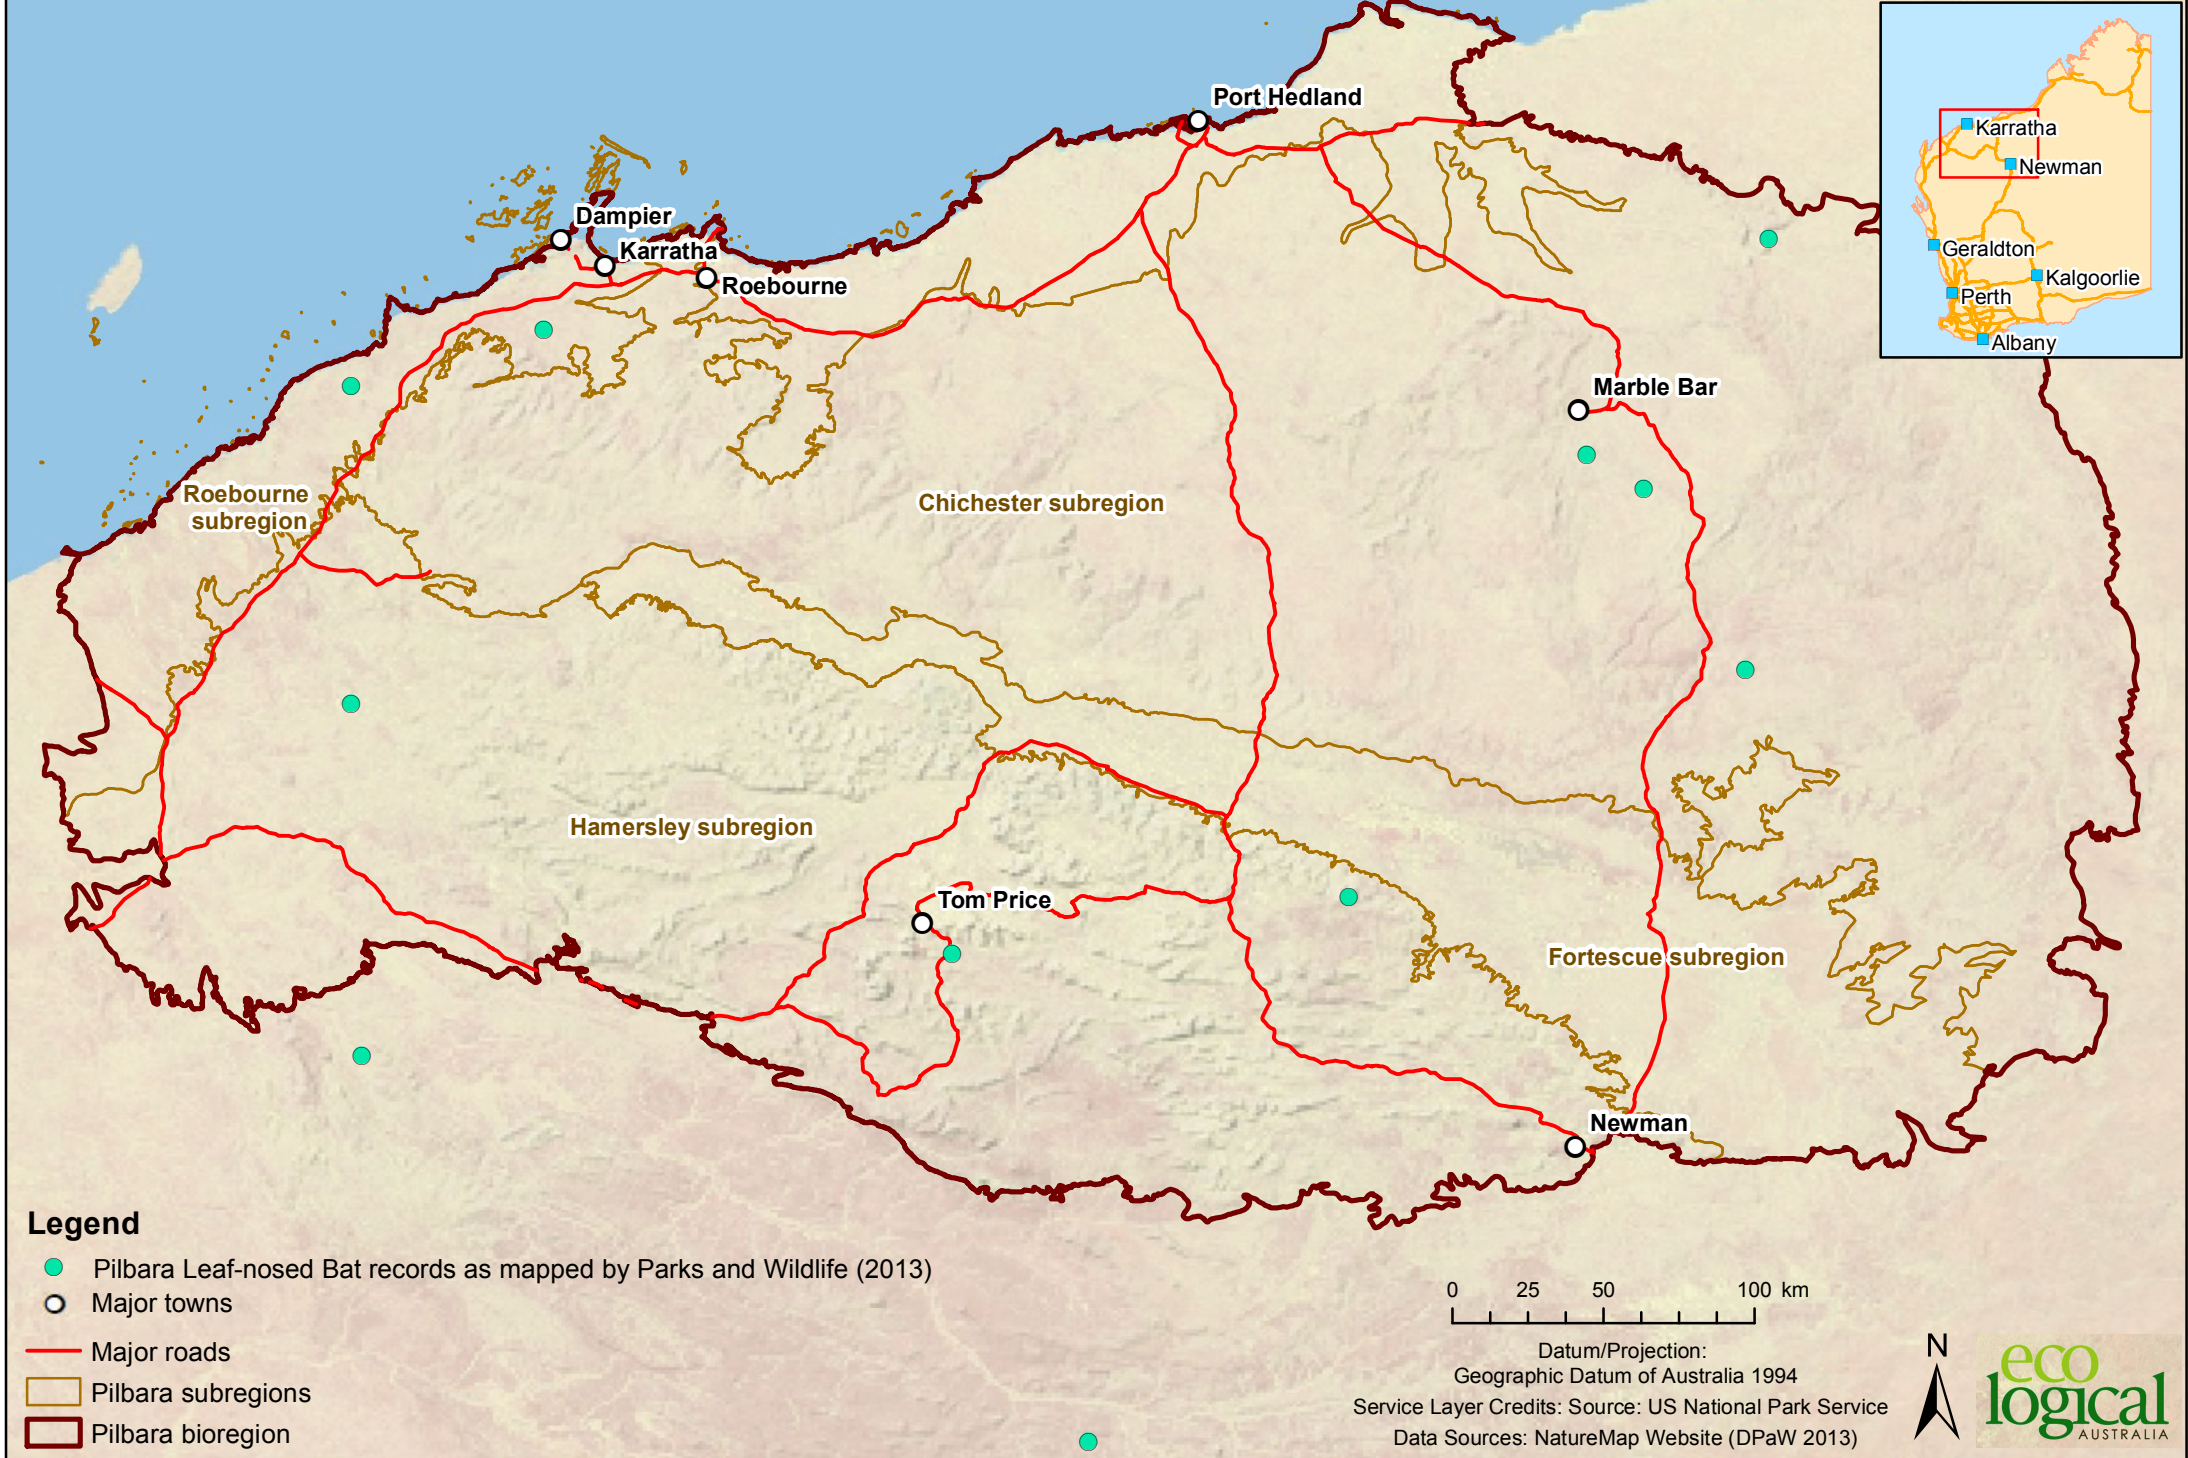 Port Hedland
Dampier
Karratha
Roebourne
Marble Bar
Roebourne
subregion
Chichester subregion
Hamersley subregion
Tom Price
Fortescue subregion
Newman
Karratha
Newman
Geraldton
Kalgoorlie
Perth
Albany
Legend
Pilbara Leaf-nosed Bat records as mapped by Parks and Wildlife (2013)
Major towns
Major roads
Pilbara subregions
Pilbara bioregion
0 25 50 100 km
Datum/Projection:
Geographic Datum of Australia 1994
Service Layer Credits: Source: US National Park Service
Data Sources: NatureMap Website (DPaW 2013)
N
eco
logical
AUSTRALIA